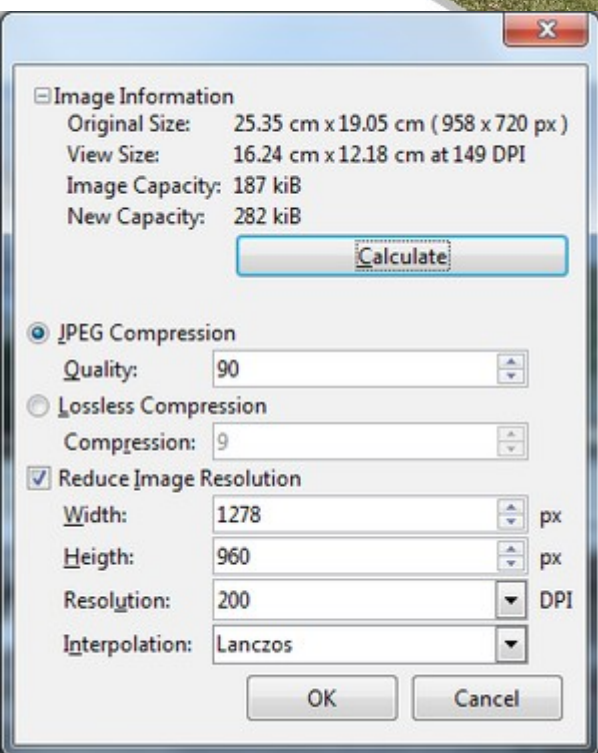 Image Information
Original Size: 25.35 cm x 19.05 cm ( 958 x 720 px )
View Size: 16.24 cm x 12.18 cm at 149 DPI
Image Capacity: 187 kiB
New Capacity: 282 kiB
Calculate
JPEG Compression
Quality: 90
Lossless Compression
Compression: 9
Reduce Image Resolution
Width: 1278 px
Heigth: 960 px
Resolution: 200 DPI
Interpolation: Lanczos
OK Cancel